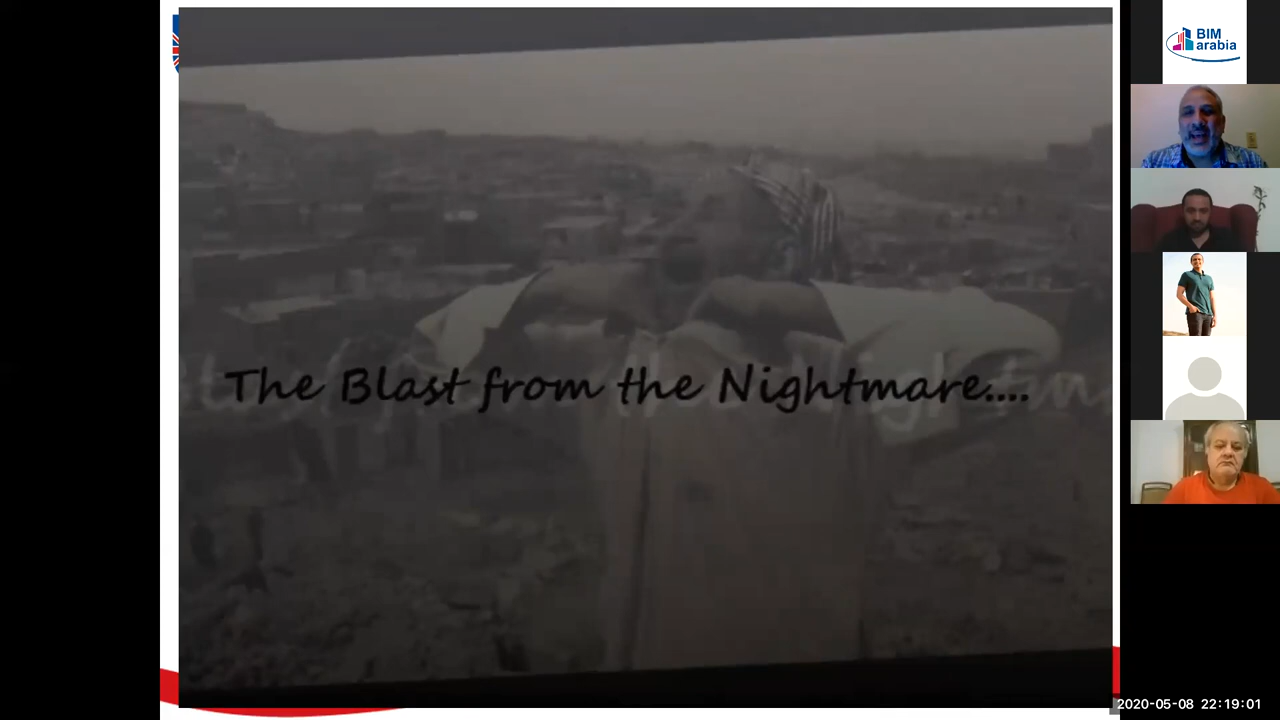 BIM
arabia
The Blast from the Nightmare....
2020-05-08 22:19:01